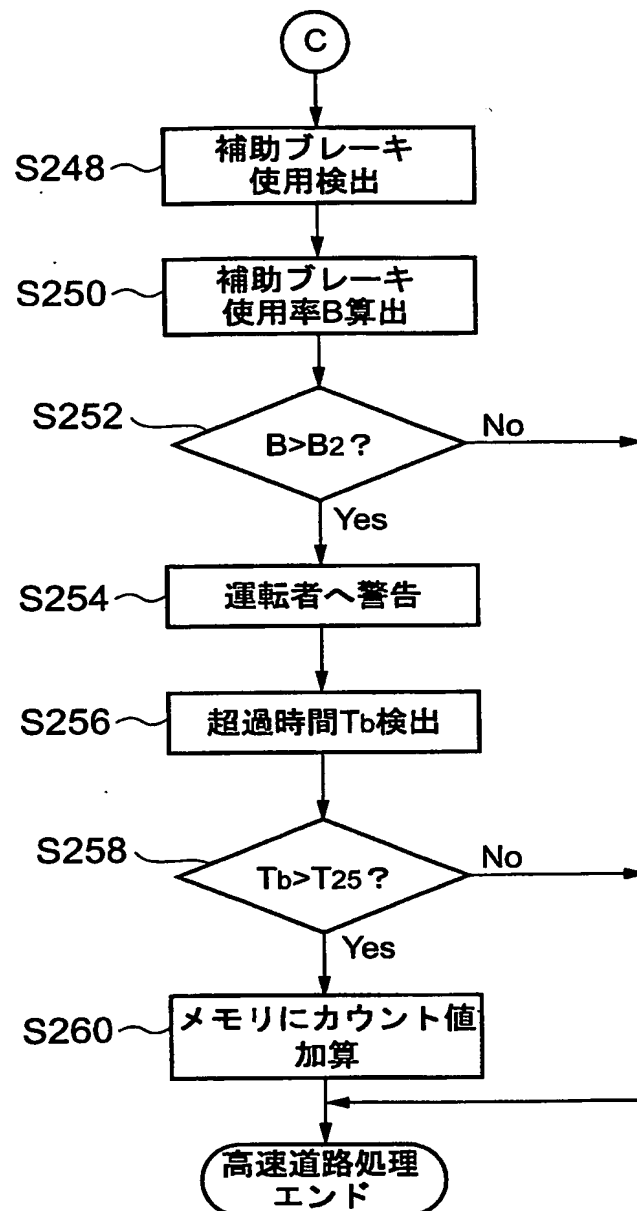 C
S248
補助ブレーキ
使用検出
S250
補助ブレーキ
使用率B算出
S252
B>B2?
No
Yes
S254
運転者へ警告
S256
超過時間Tb検出
S258
Tb>T25?
No
Yes
S260
メモリにカウント値
加算
高速道路処理
エンド